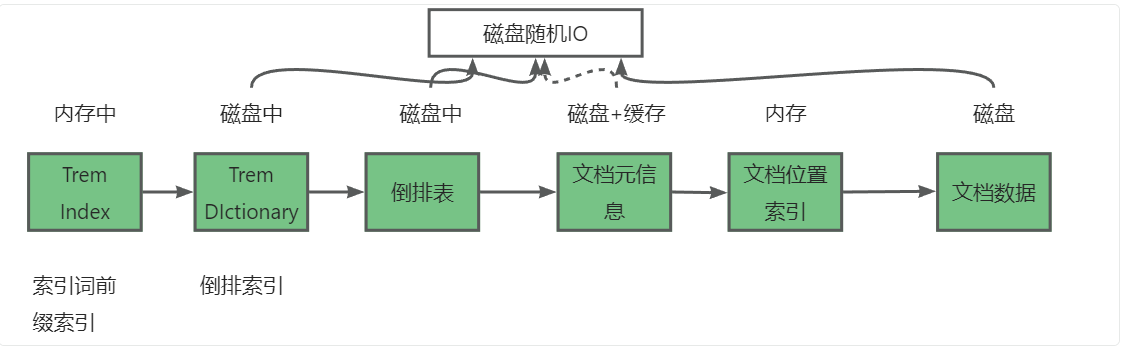 磁盘随机IO
内存中
磁盘中
磁盘中
磁盘+缓存
内存
磁盘
Trem
Index
Trem
DIctionary
倒排表
文档元信
息
文档位置
索引
文档数据
索引词前
缀索引
倒排索引